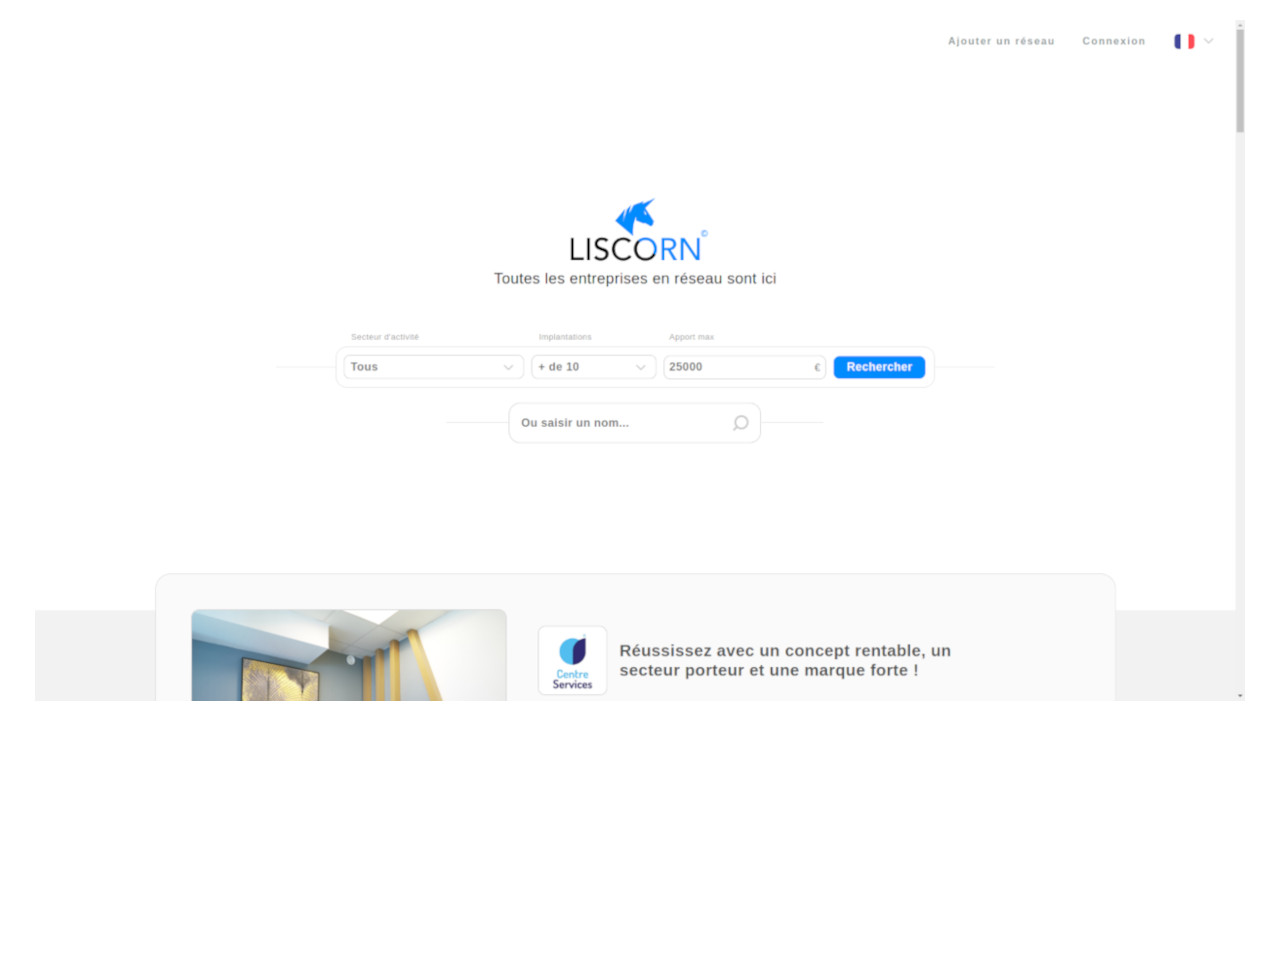 Ajouter un réseau Connexion
LISCORN©
Toutes les entreprises en réseau sont ici
Secteur d'activité Implantations Apport max
Tous + de 10 25000 € Rechercher
Ou saisir un nom...
Centre
Services
Réussissez avec un concept rentable, un
secteur porteur et une marque forte !